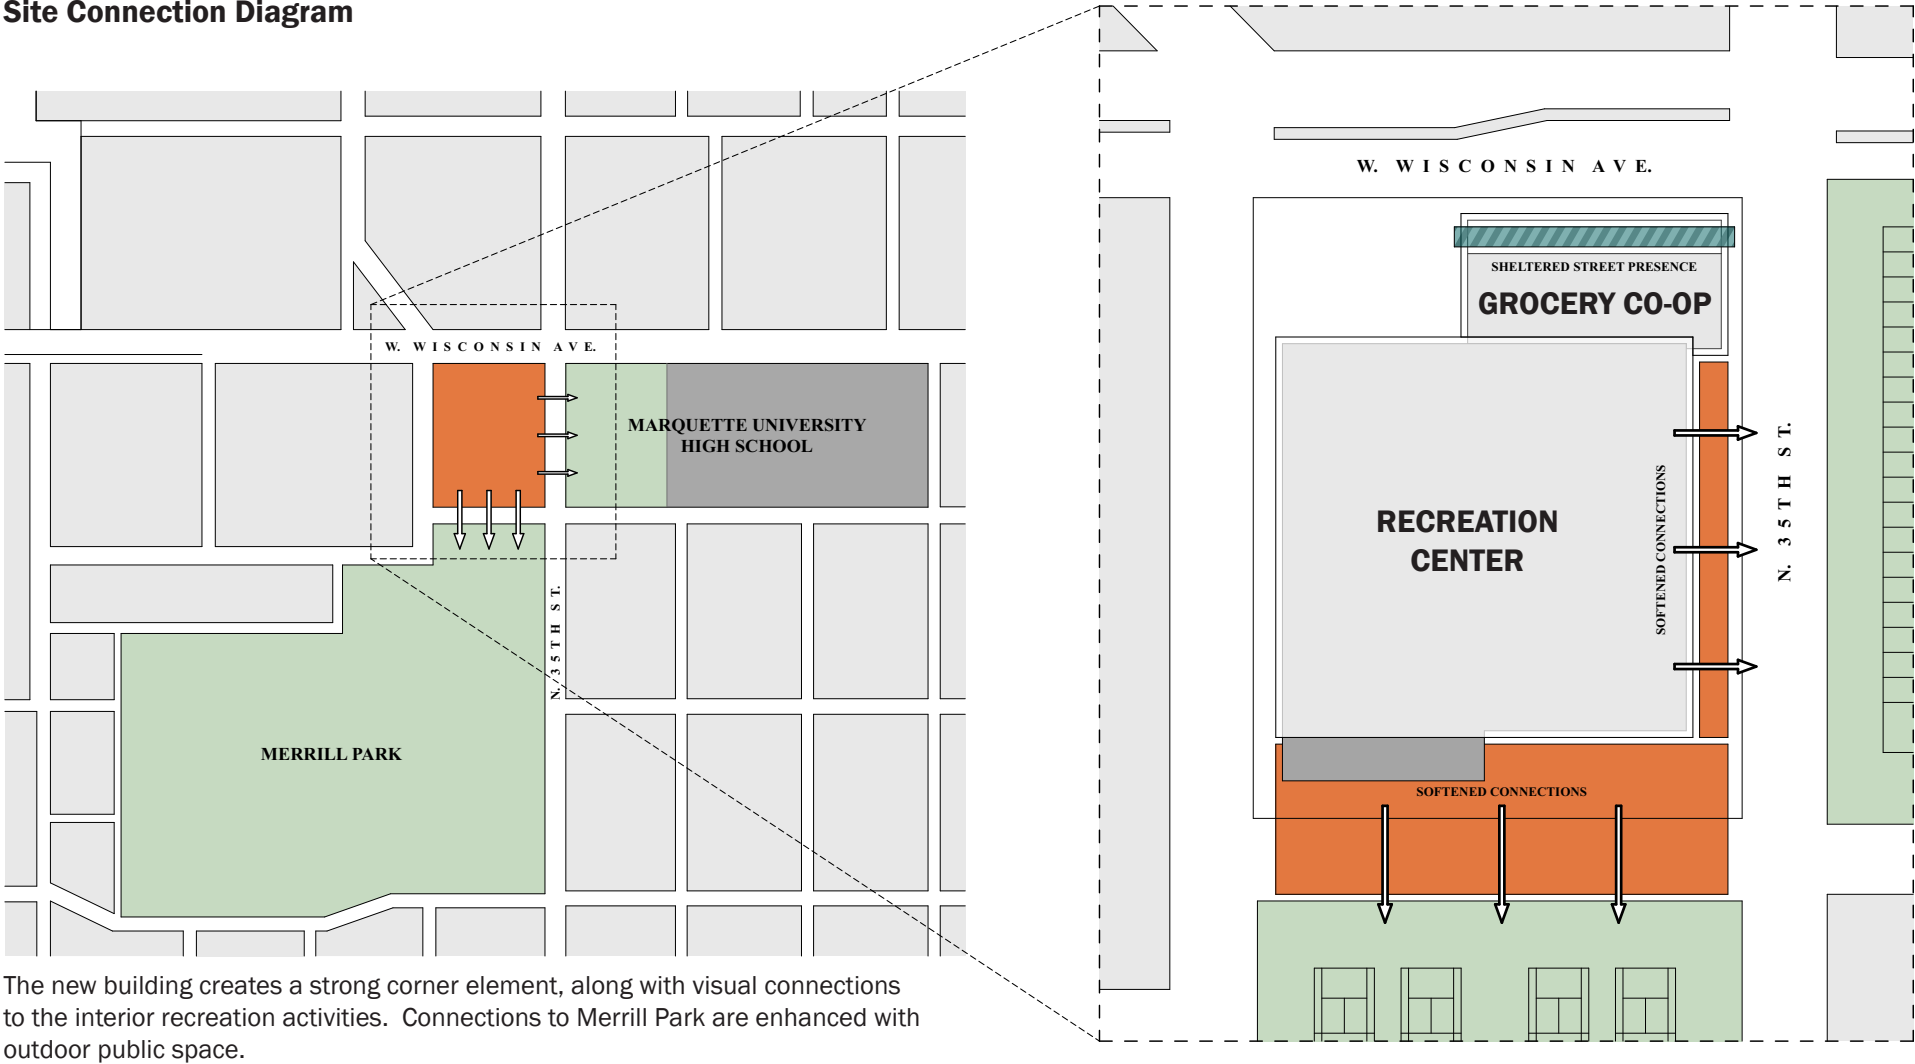 Site Connection Diagram
W. WISCONSIN AVE.
MARQUETTE UNIVERSITY
HIGH SCHOOL
N. 35TH ST.
MERRILL PARK
The new building creates a strong corner element, along with visual connections
to the interior recreation activities.  Connections to Merrill Park are enhanced with
outdoor public space.
W. WISCONSIN AVE.
SHELTERED STREET PRESENCE
GROCERY CO-OP
RECREATION
CENTER
SOFTENED CONNECTIONS
N. 35TH ST.
SOFTENED CONNECTIONS